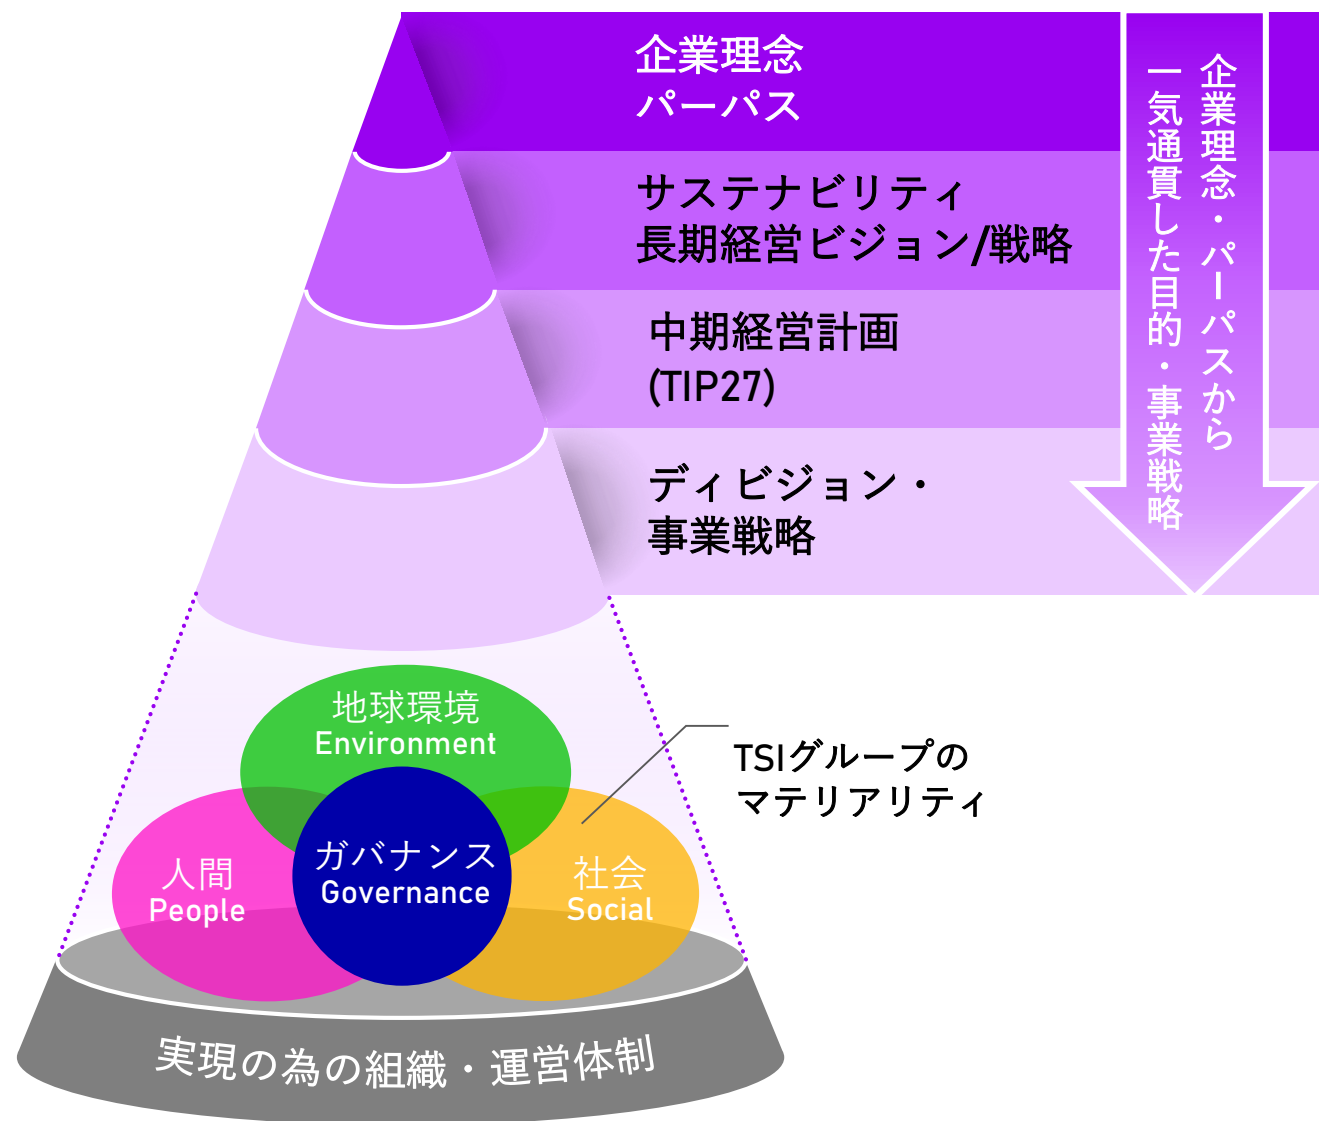 企業理念
パーパス
サステナビリティ
長期経営ビジョン/戦略
中期経営計画
(TIP27)
ディビジョン・
事業戦略
企業理念・パーパスから
一気通貫した目的・事業戦略
地球環境
Environment
TSIグループの
マテリアリティ
ガバナンス
Governance
人間
People
社会
Social
実現の為の組織・運営体制